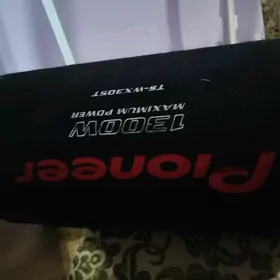 Pioneer
1300W
MAXIMUM POWER
TS-WX305T